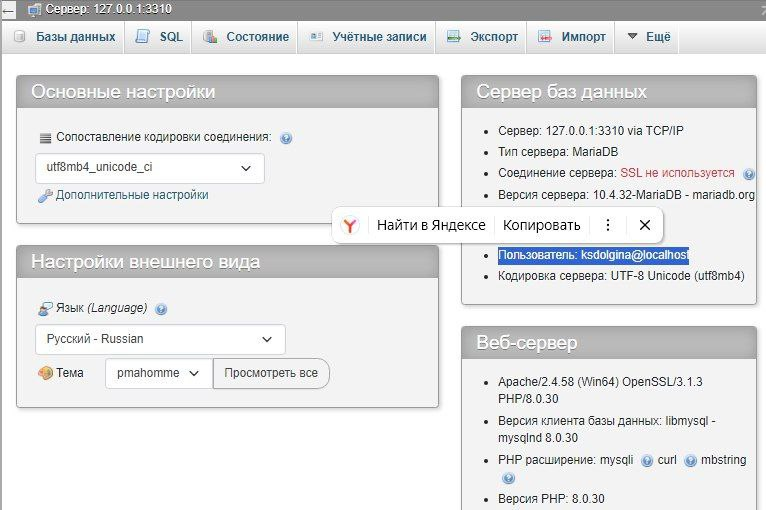 Сервер: 127.0.0.1:3310
Базы данных SQL Состояние Учётные записи Экспорт Импорт Ещё
Основные настройки
Сопоставление кодировки соединения:
utf8mb4_unicode_ci
Дополнительные настройки
Настройки внешнего вида
Язык (Language)
Русский - Russian
Тема pmahomme Просмотреть все
Сервер баз данных
Сервер: 127.0.0.1:3310 via TCP/IP
Тип сервера: MariaDB
Соединение сервера: SSL не используется
Версия сервера: 10.4.32-MariaDB - mariadb.org
Найти в Яндексе Копировать
Пользователь: ksdolgina@localhost
Кодировка сервера: UTF-8 Unicode (utf8mb4)
Веб-сервер
Apache/2.4.58 (Win64) OpenSSL/3.1.3
PHP/8.0.30
Версия клиента базы данных: libmysql -
mysqlnd 8.0.30
PHP расширение: mysqli curl mbstring
Версия PHP: 8.0.30